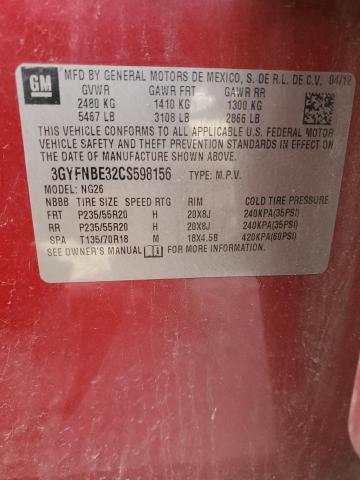 GM
MFD BY GENERAL MOTORS DE MEXICO, S. DE R.L. DE C.V. 04/12
GVWR GAWR FRT GAWR RR
2480 KG 1410 KG 1300 KG
5467 LB 3108 LB 2866 LB
THIS VEHICLE CONFORMS TO ALL APPLICABLE U.S. FEDERAL MOTOR
VEHICLE SAFETY AND THEFT PREVENTION STANDARDS IN EFFECT ON
THE DATE OF MANUFACTURE SHOWN ABOVE.
3GYFNBE32CS598156 TYPE: M.P.V.
MODEL: NG26
NBBB TIRE SIZE SPEED RTG RIM COLD TIRE PRESSURE
FRT P235/55R20 H 20X8J 240KPA(35PSI)
RR P235/55R20 H 20X8J 240KPA(35PSI)
SPA T135/70R18 M 18X4.5B 420KPA(60PSI)
SEE OWNER'S MANUAL FOR ADDITIONAL INFORMATION.